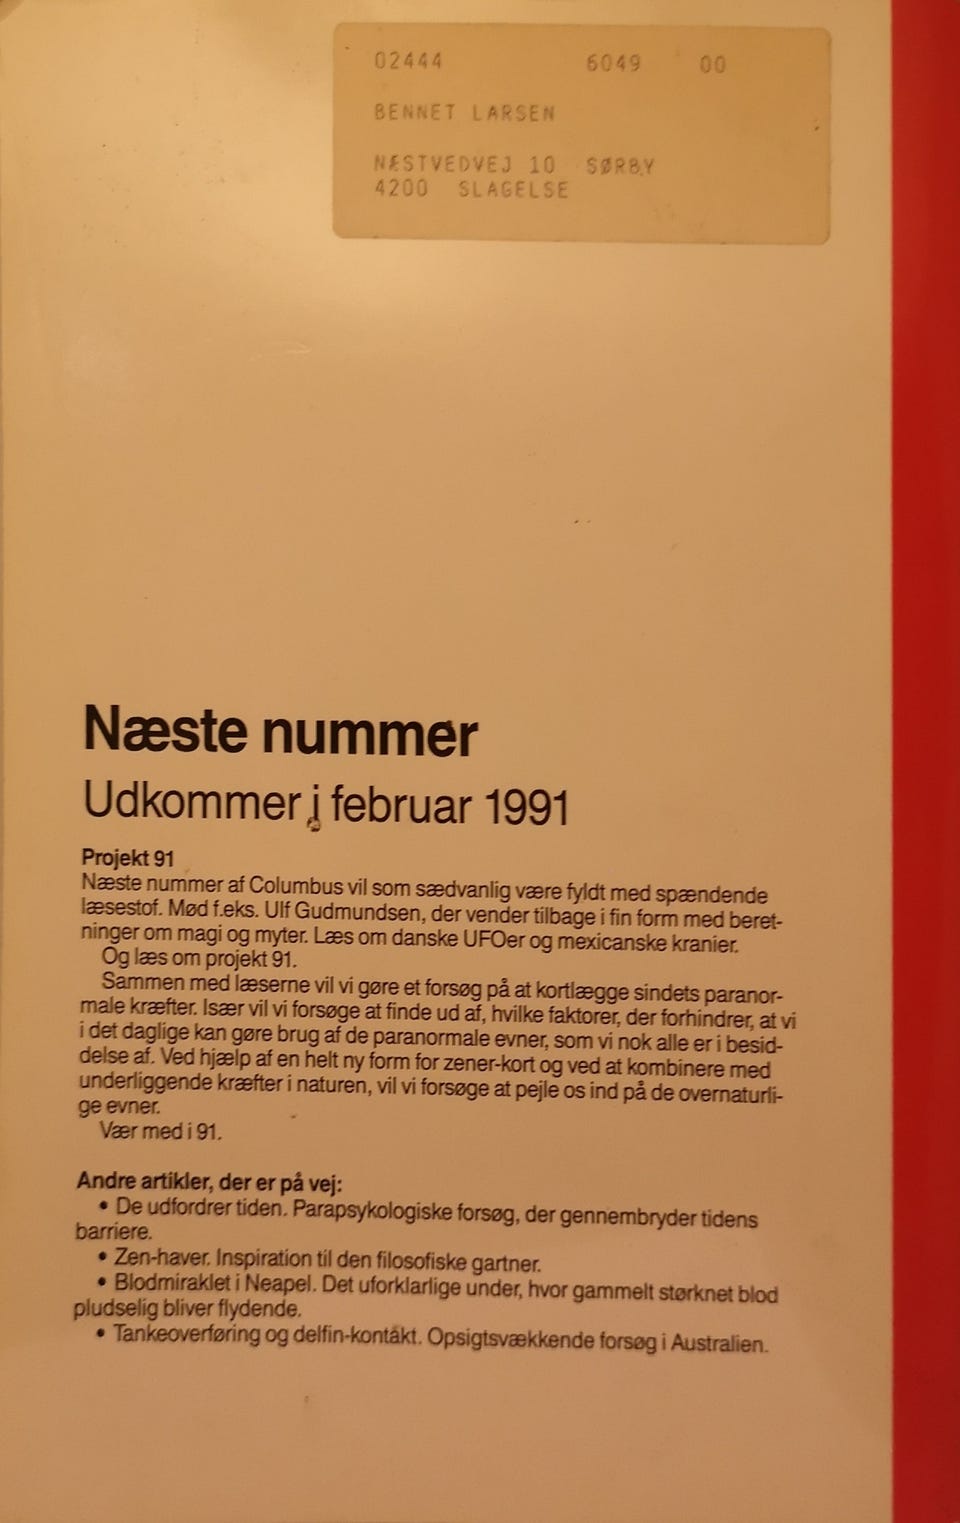 02444 6049 00
BENNET LARSEN
NÆSTVEDVEJ 10 SØRBY
4200 SLAGELSE
Næste nummer
Udkommer i februar 1991
Projekt 91
Næste nummer af Columbus vil som sædvanlig være fyldt med spændende
læsestof. Mød f.eks. Ulf Gudmundsen, der vender tilbage i fin form med beret-
ninger om magi og myter. Læs om danske UFOer og mexicanske kranier.
Og læs om projekt 91.
Sammen med læserne vil vi gøre et forsøg på at kortlægge sindets paranor-
male kræfter. Især vil vi forsøge at finde ud af, hvilke faktorer, der forhindrer, at vi
i det daglige kan gøre brug af de paranormale evner, som vi nok alle er i besid-
delse af. Ved hjælp af en helt ny form for zener-kort og ved at kombinere med
underliggende kræfter i naturen, vil vi forsøge at pejle os ind på de overnaturli-
ge evner.
Vær med i 91.
Andre artikler, der er på vej:
• De udfordrer tiden. Parapsykologiske forsøg, der gennembryder tidens
barriere.
• Zen-haver. Inspiration til den filosofiske gartner.
• Blodmiraklet i Neapel. Det uforklarlige under, hvor gammelt størknet blod
pludselig bliver flydende.
• Tankeoverføring og delfin-kontakt. Opsigtsvækkende forsøg i Australien.